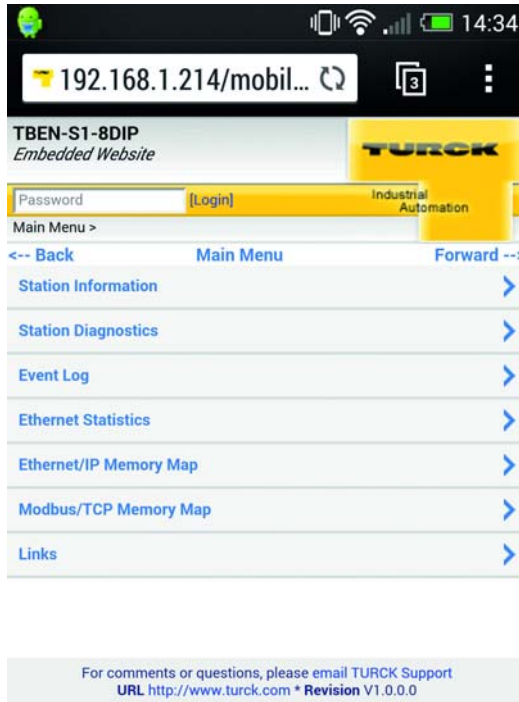 14:34
192.168.1.214/mobil...
3
TBEN-S1-8DIP
Embedded Website
TURCK
Password [Login]
Industrial
Automation
Main Menu >
<-- Back Main Menu Forward -->
Station Information
Station Diagnostics
Event Log
Ethernet Statistics
Ethernet/IP Memory Map
Modbus/TCP Memory Map
Links
For comments or questions, please email TURCK Support
URL http://www.turck.com * Revision V1.0.0.0